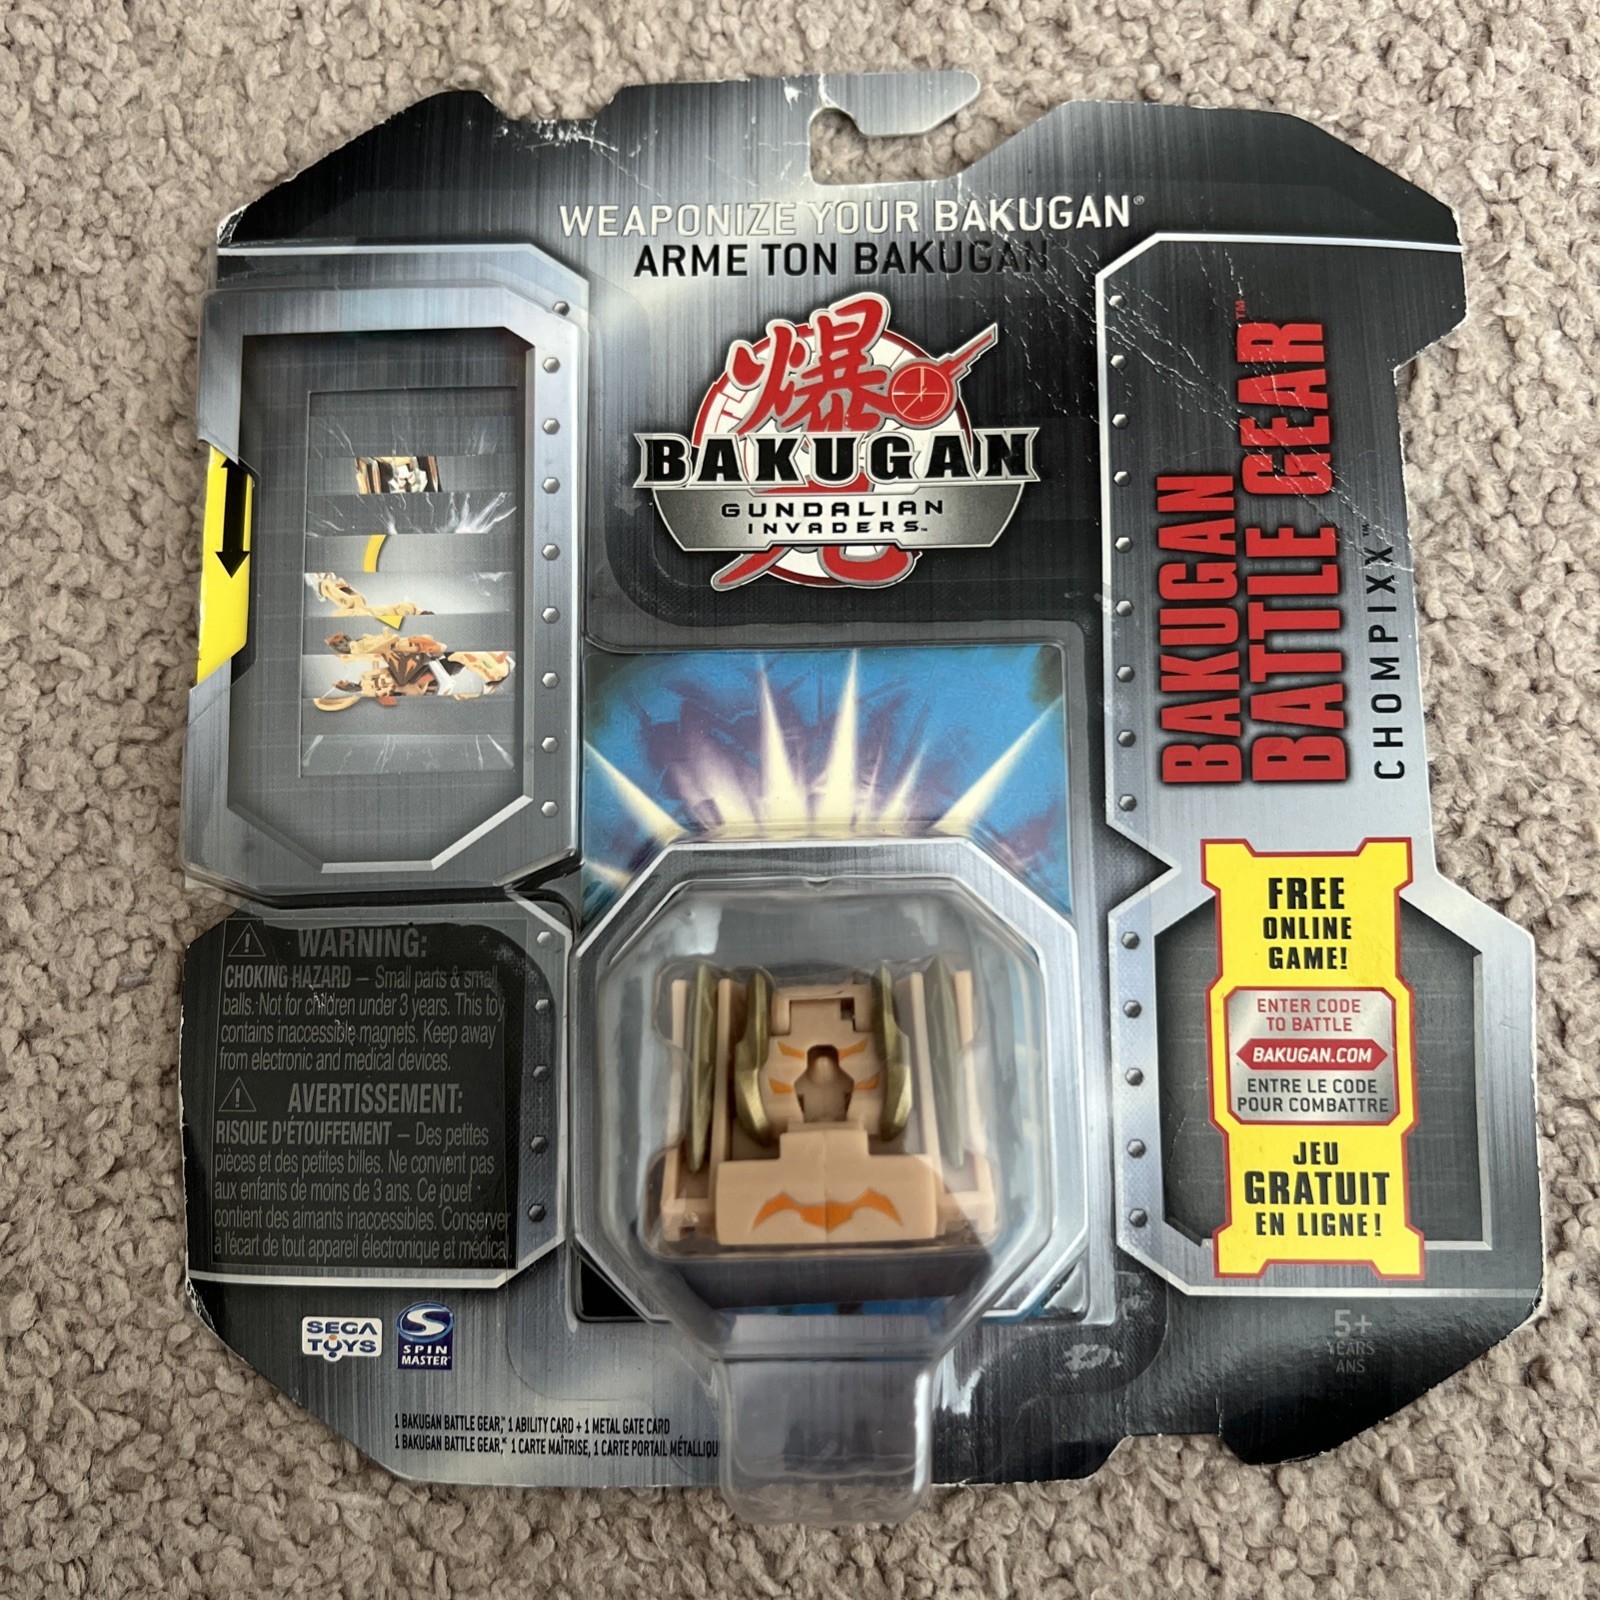 WEAPONIZE YOUR BAKUGAN®
ARME TON BAKUGAN®
爆
BAKUGAN
GUNDALIAN
INVADERS™
BAKUGAN
BATTLE GEAR™
CHOMPIXX™
FREE
ONLINE
GAME!
ENTER CODE
TO BATTLE
BAKUGAN.COM
ENTRE LE CODE
POUR COMBATTRE
JEU
GRATUIT
EN LIGNE!
WARNING:
CHOKING HAZARD – Small parts & small
balls. Not for children under 3 years. This toy
contains inaccessible magnets. Keep away
from electronic and medical devices.
AVERTISSEMENT:
RISQUE D'ÉTOUFFEMENT – Des petites
pièces et des petites billes. Ne convient pas
aux enfants de moins de 3 ans. Ce jouet
contient des aimants inaccessibles. Conserver
à l'écart de tout appareil électronique et médical.
SEGA
TOYS
SPIN
MASTER
5+
YEARS
ANS
1 BAKUGAN BATTLE GEAR,™ 1 ABILITY CARD + 1 METAL GATE CARD
1 BAKUGAN BATTLE GEAR,™ 1 CARTE MAÎTRISE, 1 CARTE PORTAIL MÉTALLIQU